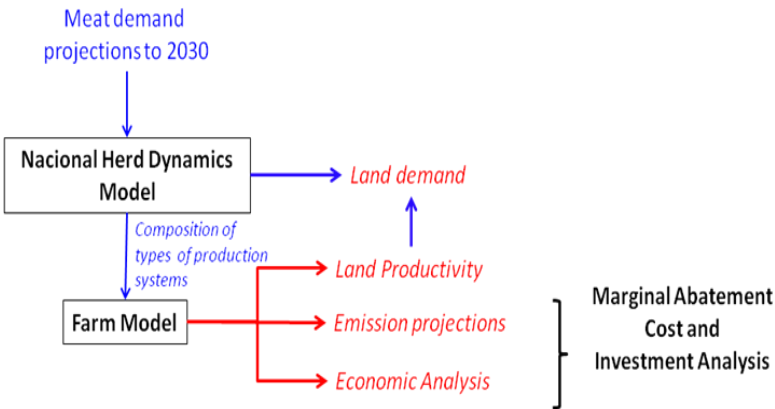 Meat demand
projections to 2030
Nacional Herd Dynamics
Model
Land demand
Composition of
types of production
systems
Land Productivity
Farm Model
Emission projections
Economic Analysis
Marginal Abatement
Cost and
Investment Analysis